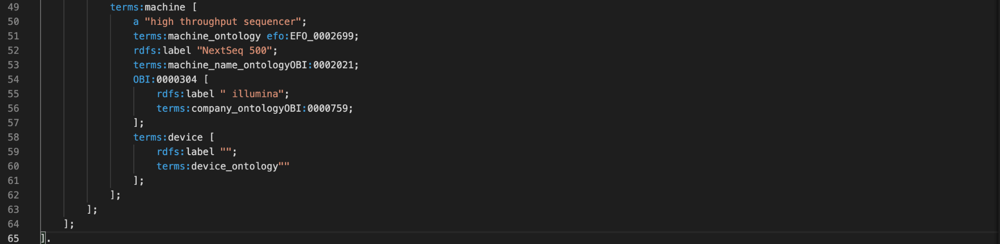 49 terms:machine [
50 a "high throughput sequencer";
51 terms:machine_ontology efo:EFO_0002699;
52 rdfs:label "NextSeq 500";
53 terms:machine_name_ontologyOBI:0002021;
54 OBI:0000304 [
55 rdfs:label " illumina";
56 terms:company_ontologyOBI:0000759;
57 ];
58 terms:device [
59 rdfs:label "";
60 terms:device_ontology""
61 ];
62 ];
63 ];
64 ];
65 ].